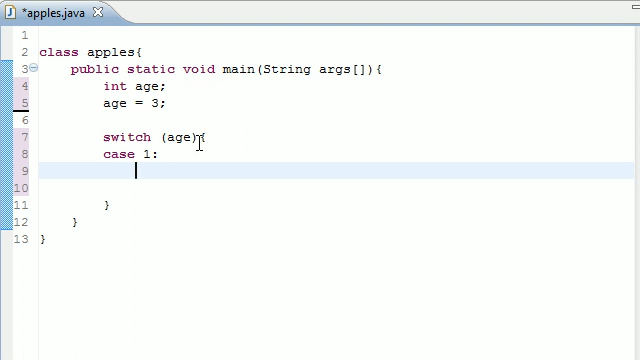 *apples.java
1
2 class apples{
3 public static void main(String args[]){
4 int age;
5 age = 3;
6
7 switch (age){
8 case 1:
9
10
11 }
12 }
13 }